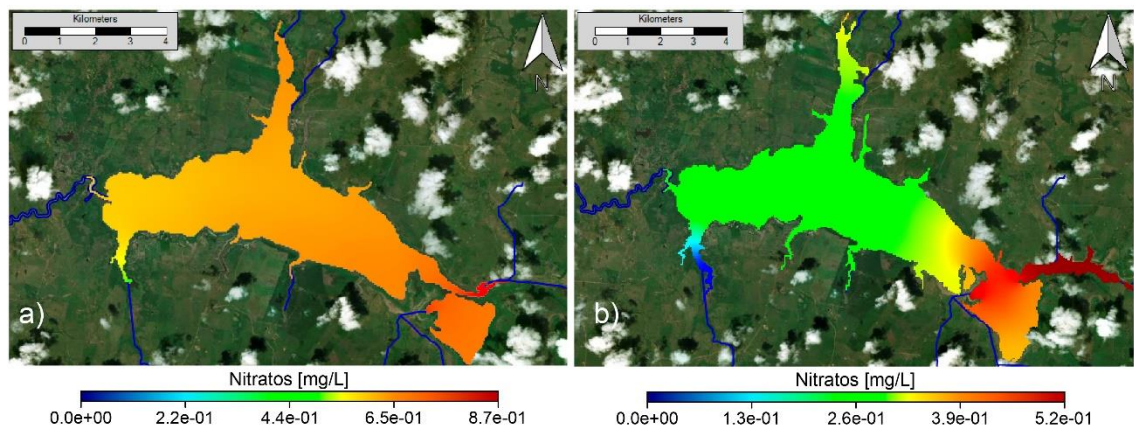 Kilometers
0 1 2 3 4
N
a)
Nitratos [mg/L]
0.0e+00 2.2e-01 4.4e-01 6.5e-01 8.7e-01
Kilometers
0 1 2 3 4
N
b)
Nitratos [mg/L]
0.0e+00 1.3e-01 2.6e-01 3.9e-01 5.2e-01